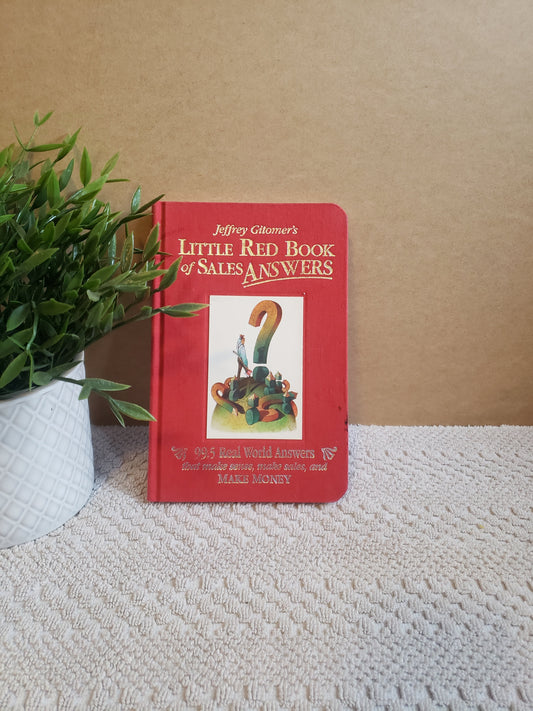 Jeffrey Gitomer's
LITTLE RED BOOK
of SALES ANSWERS
99.5 Real World Answers
that make sense, make sales, and
MAKE MONEY